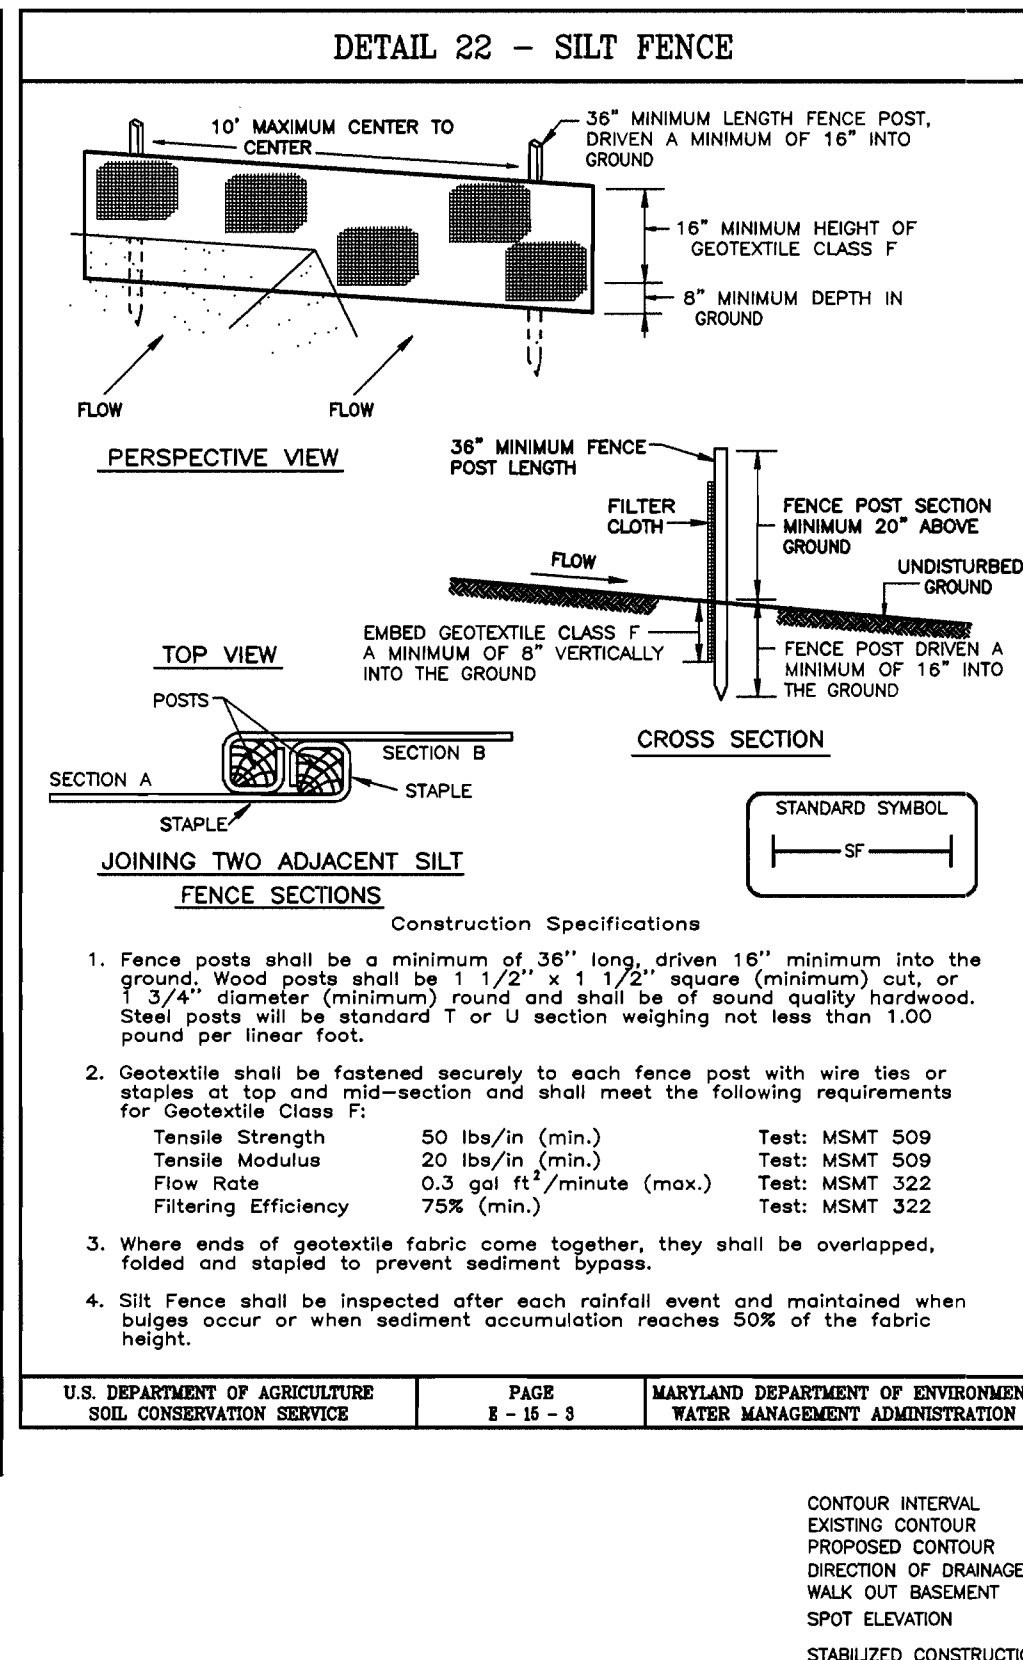 DETAIL 22 - SILT FENCE
10' MAXIMUM CENTER TO
CENTER
36" MINIMUM LENGTH FENCE POST,
DRIVEN A MINIMUM OF 16" INTO
GROUND
16" MINIMUM HEIGHT OF
GEOTEXTILE CLASS F
8" MINIMUM DEPTH IN
GROUND
FLOW
FLOW
PERSPECTIVE VIEW
36" MINIMUM FENCE
POST LENGTH
FILTER
CLOTH
FENCE POST SECTION
MINIMUM 20" ABOVE
GROUND
FLOW
UNDISTURBED
GROUND
EMBED GEOTEXTILE CLASS F
A MINIMUM OF 8" VERTICALLY
INTO THE GROUND
FENCE POST DRIVEN A
MINIMUM OF 16" INTO
THE GROUND
CROSS SECTION
TOP VIEW
POSTS
SECTION B
SECTION A
STAPLE
STAPLE
JOINING TWO ADJACENT SILT
FENCE SECTIONS
STANDARD SYMBOL
SF
Construction Specifications
1. Fence posts shall be a minimum of 36'' long, driven 16'' minimum into the
ground. Wood posts shall be 1 1/2'' x 1 1/2'' square (minimum) cut, or
1 3/4'' diameter (minimum) round and shall be of sound quality hardwood.
Steel posts will be standard T or U section weighing not less than 1.00
pound per linear foot.
2. Geotextile shall be fastened securely to each fence post with wire ties or
staples at top and mid-section and shall meet the following requirements
for Geotextile Class F:
Tensile Strength 50 lbs/in (min.) Test: MSMT 509
Tensile Modulus 20 lbs/in (min.) Test: MSMT 509
Flow Rate 0.3 gal ft²/minute (max.) Test: MSMT 322
Filtering Efficiency 75% (min.) Test: MSMT 322
3. Where ends of geotextile fabric come together, they shall be overlapped,
folded and stapled to prevent sediment bypass.
4. Silt Fence shall be inspected after each rainfall event and maintained when
bulges occur or when sediment accumulation reaches 50% of the fabric
height.
U.S. DEPARTMENT OF AGRICULTURE
SOIL CONSERVATION SERVICE
PAGE
E - 15 - 3
MARYLAND DEPARTMENT OF ENVIRONMEN
WATER MANAGEMENT ADMINISTRATION
CONTOUR INTERVAL
EXISTING CONTOUR
PROPOSED CONTOUR
DIRECTION OF DRAINAGE
WALK OUT BASEMENT
SPOT ELEVATION
STABILIZED CONSTRUCTIO